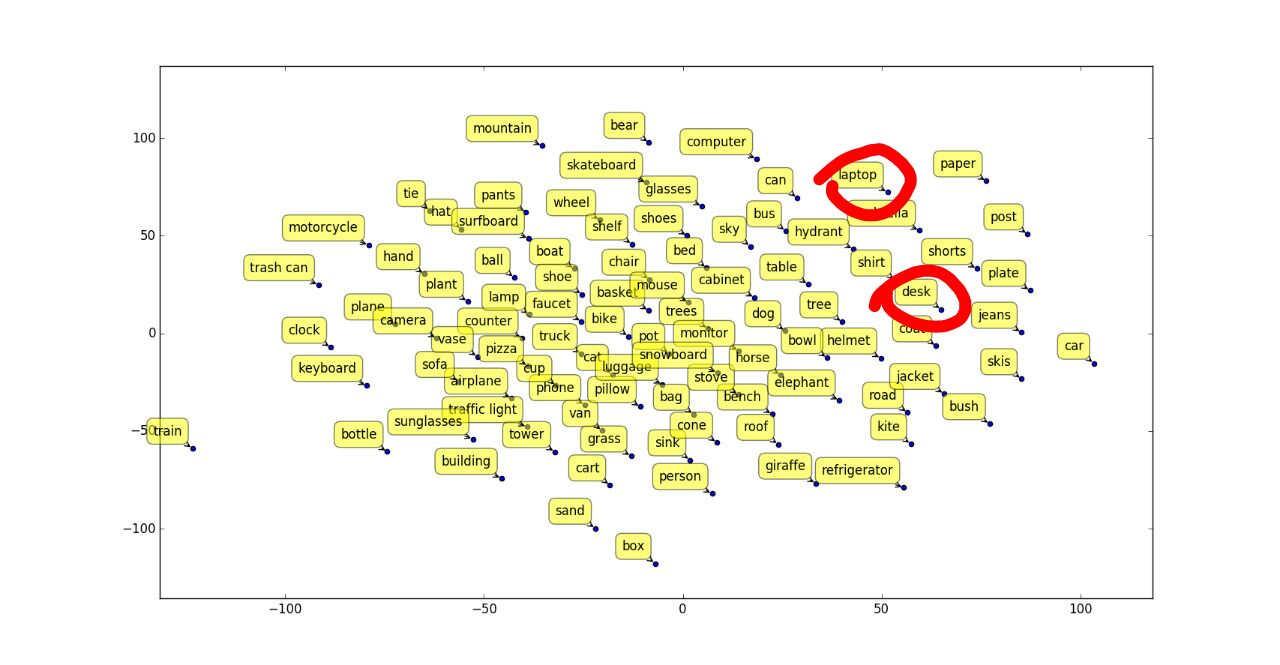 mountain
bear
computer
skateboard
paper
laptop
can
glasses
tie
pants
wheel
hat
surfboard
shelf
shoes
bus
post
motorcycle
sky
hydrant
hand
ball
boat
chair
bed
shorts
trash can
shoe
mouse
cabinet
table
shirt
plate
plant
basket
desk
plane
lamp
faucet
trees
tree
camera
counter
bike
dog
jeans
clock
vase
truck
pot
monitor
bowl
helmet
car
pizza
cat
snowboard
horse
skis
keyboard
sofa
cup
luggage
stove
elephant
jacket
airplane
phone
pillow
bag
bench
road
bush
traffic light
van
sunglasses
cone
roof
kite
train
bottle
tower
grass
sink
building
cart
person
giraffe
refrigerator
sand
box
100
50
0
−50
−100
−100
−50
0
50
100